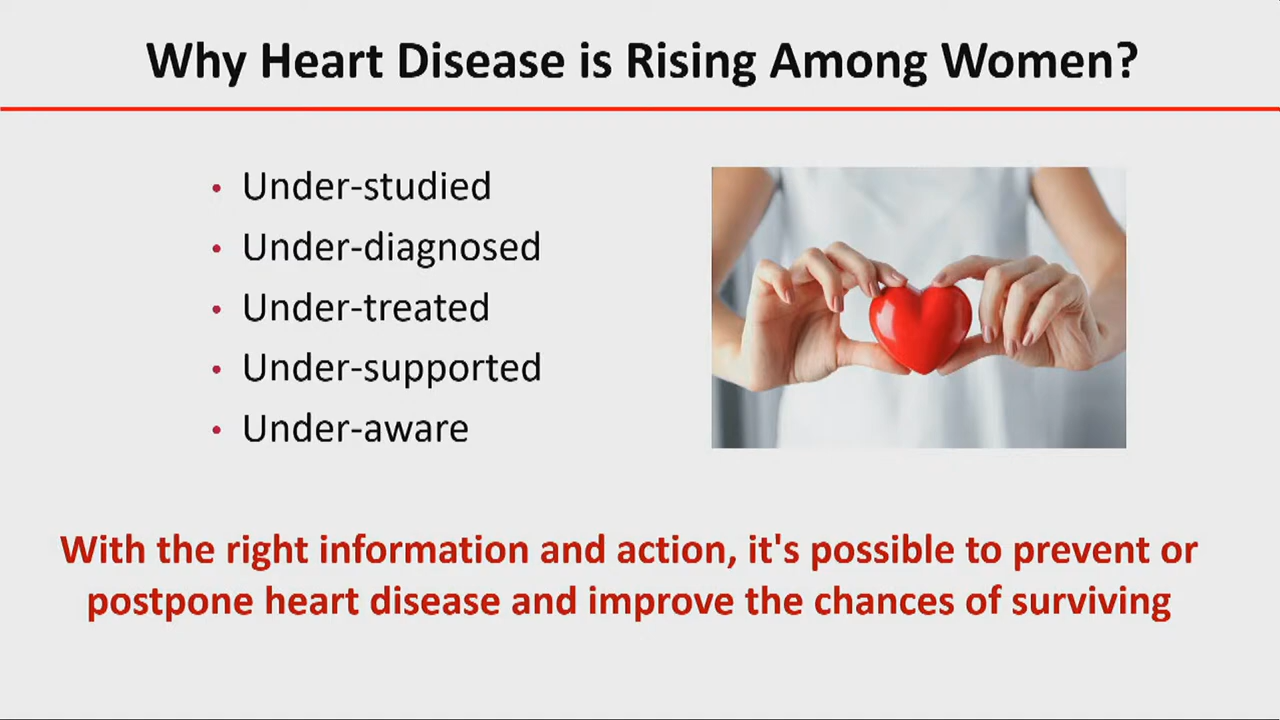 Why Heart Disease is Rising Among Women?
• Under-studied
• Under-diagnosed
• Under-treated
• Under-supported
• Under-aware
With the right information and action, it's possible to prevent or
postpone heart disease and improve the chances of surviving